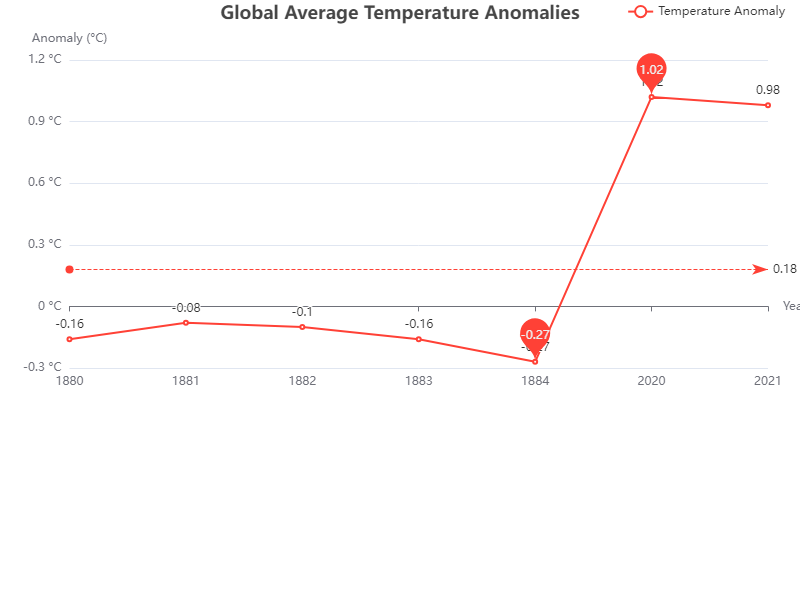 Global Average Temperature Anomalies
Temperature Anomaly
Anomaly (°C)
1.2 °C
0.9 °C
0.6 °C
0.3 °C
0 °C
-0.3 °C
1.02
0.98
0.18
-0.16
-0.08
-0.1
-0.16
-0.27
1880
1881
1882
1883
1884
2020
2021